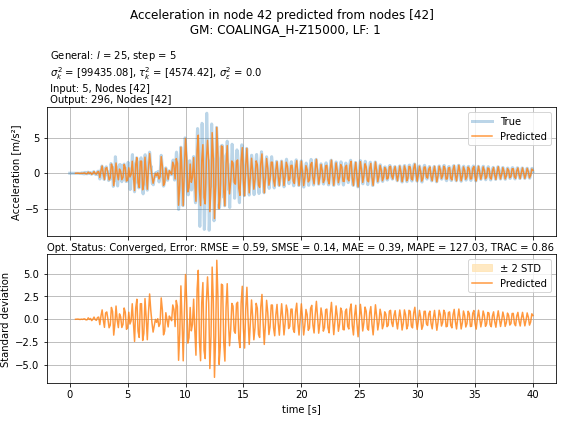 Acceleration in node 42 predicted from nodes [42]
GM: COALINGA_H-Z15000, LF: 1
General: l = 25, step = 5
σ²ₖ = [99435.08], τ²ₖ = [4574.42], σ²ε = 0.0
Input: 5, Nodes [42]
Output: 296, Nodes [42]
True
Predicted
Acceleration [m/s²]
5
0
−5
Opt. Status: Converged, Error: RMSE = 0.59, SMSE = 0.14, MAE = 0.39, MAPE = 127.03, TRAC = 0.86
± 2 STD
Predicted
Standard deviation
5.0
2.5
0.0
−2.5
−5.0
0 5 10 15 20 25 30 35 40
time [s]